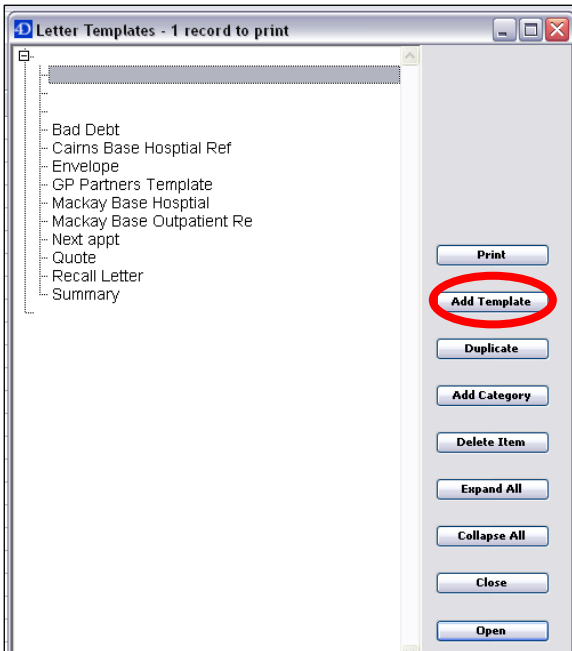 4D Letter Templates - 1 record to print
Bad Debt
Cairns Base Hosptial Ref
Envelope
GP Partners Template
Mackay Base Hosptial
Mackay Base Outpatient Re
Next appt
Quote
Recall Letter
Summary
Print
Add Template
Duplicate
Add Category
Delete Item
Expand All
Collapse All
Close
Open